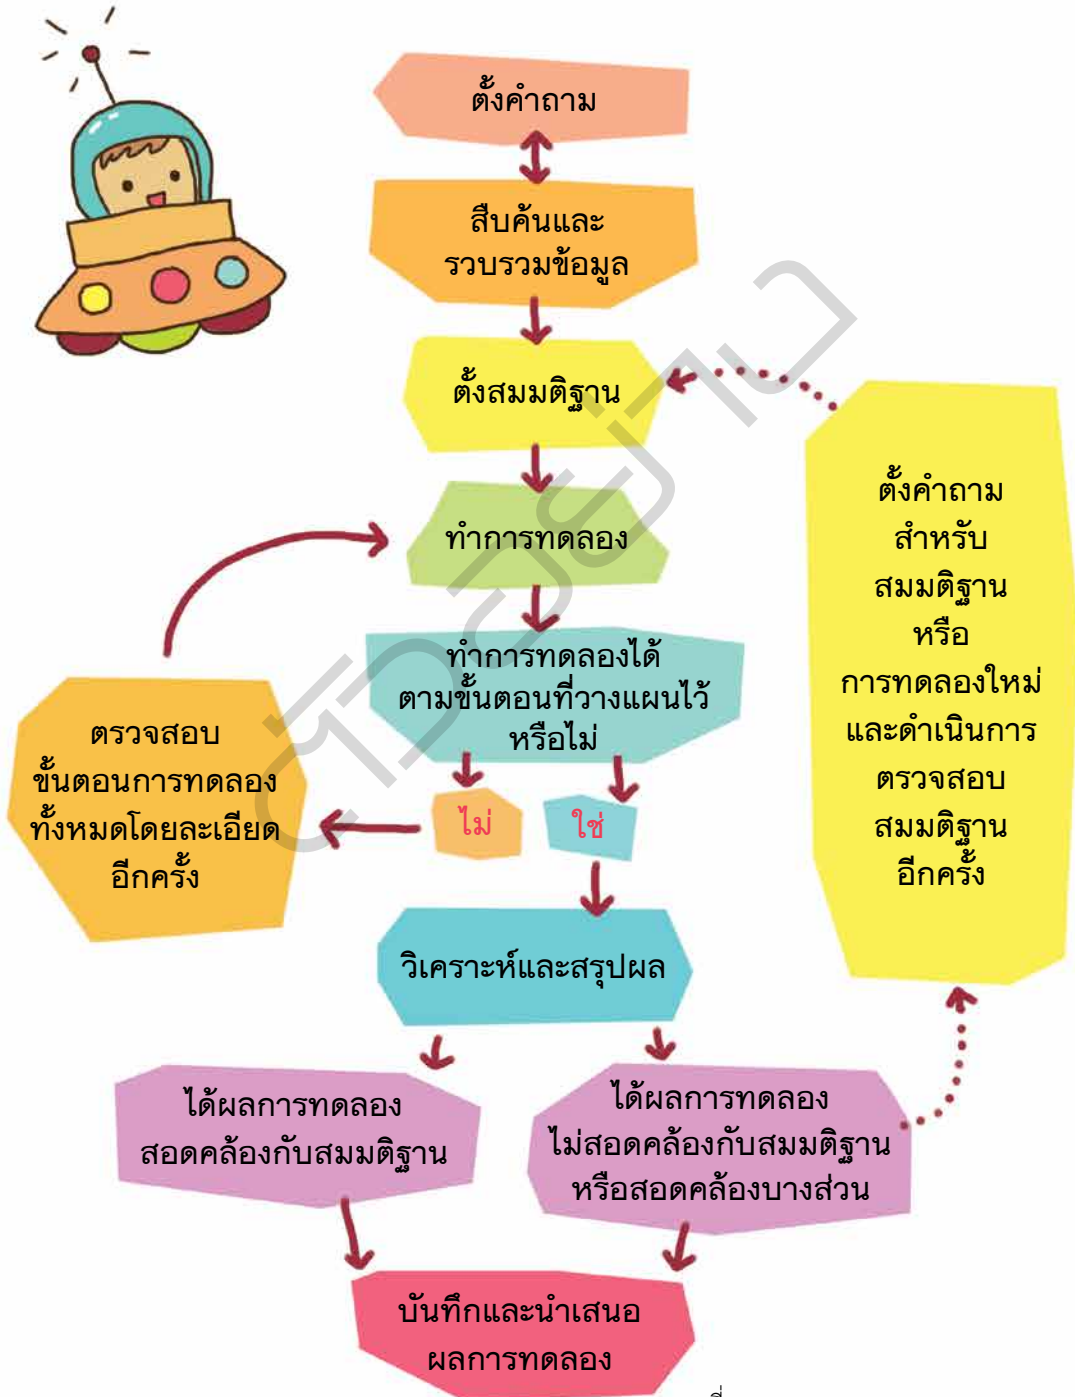 ตั้งคำถาม
สืบค้นและ
รวบรวมข้อมูล
ตั้งสมมติฐาน
ทำการทดลอง
ทำการทดลองได้
ตามขั้นตอนที่วางแผนไว้
หรือไม่
ไม่
ใช่
ตรวจสอบ
ขั้นตอนการทดลอง
ทั้งหมดโดยละเอียด
อีกครั้ง
ตั้งคำถาม
สำหรับ
สมมติฐาน
หรือ
การทดลองใหม่
และดำเนินการ
ตรวจสอบ
สมมติฐาน
อีกครั้ง
วิเคราะห์และสรุปผล
ได้ผลการทดลอง
สอดคล้องกับสมมติฐาน
ได้ผลการทดลอง
ไม่สอดคล้องกับสมมติฐาน
หรือสอดคล้องบางส่วน
บันทึกและนำเสนอ
ผลการทดลอง
ตัวอย่าง